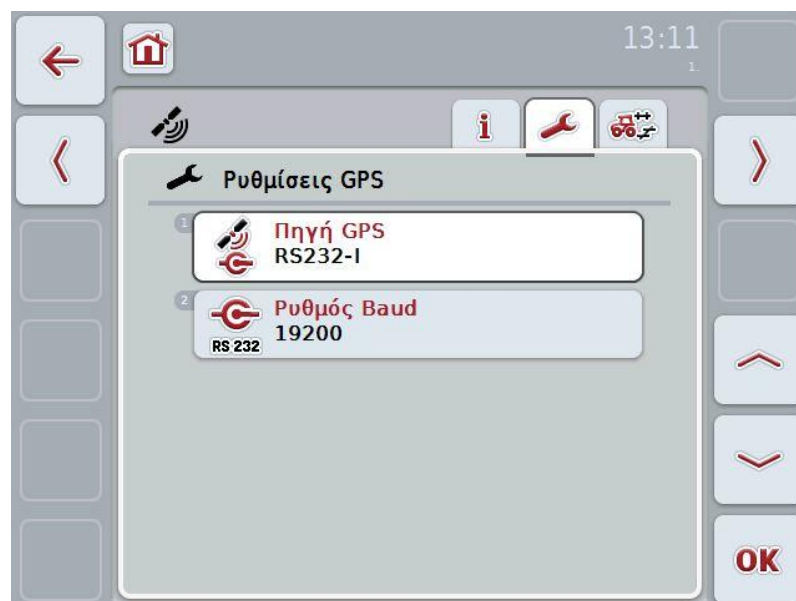 13:11
1.
i
Ρυθμίσεις GPS
1
Πηγή GPS
RS232-I
2
Ρυθμός Baud
19200
RS 232
OK